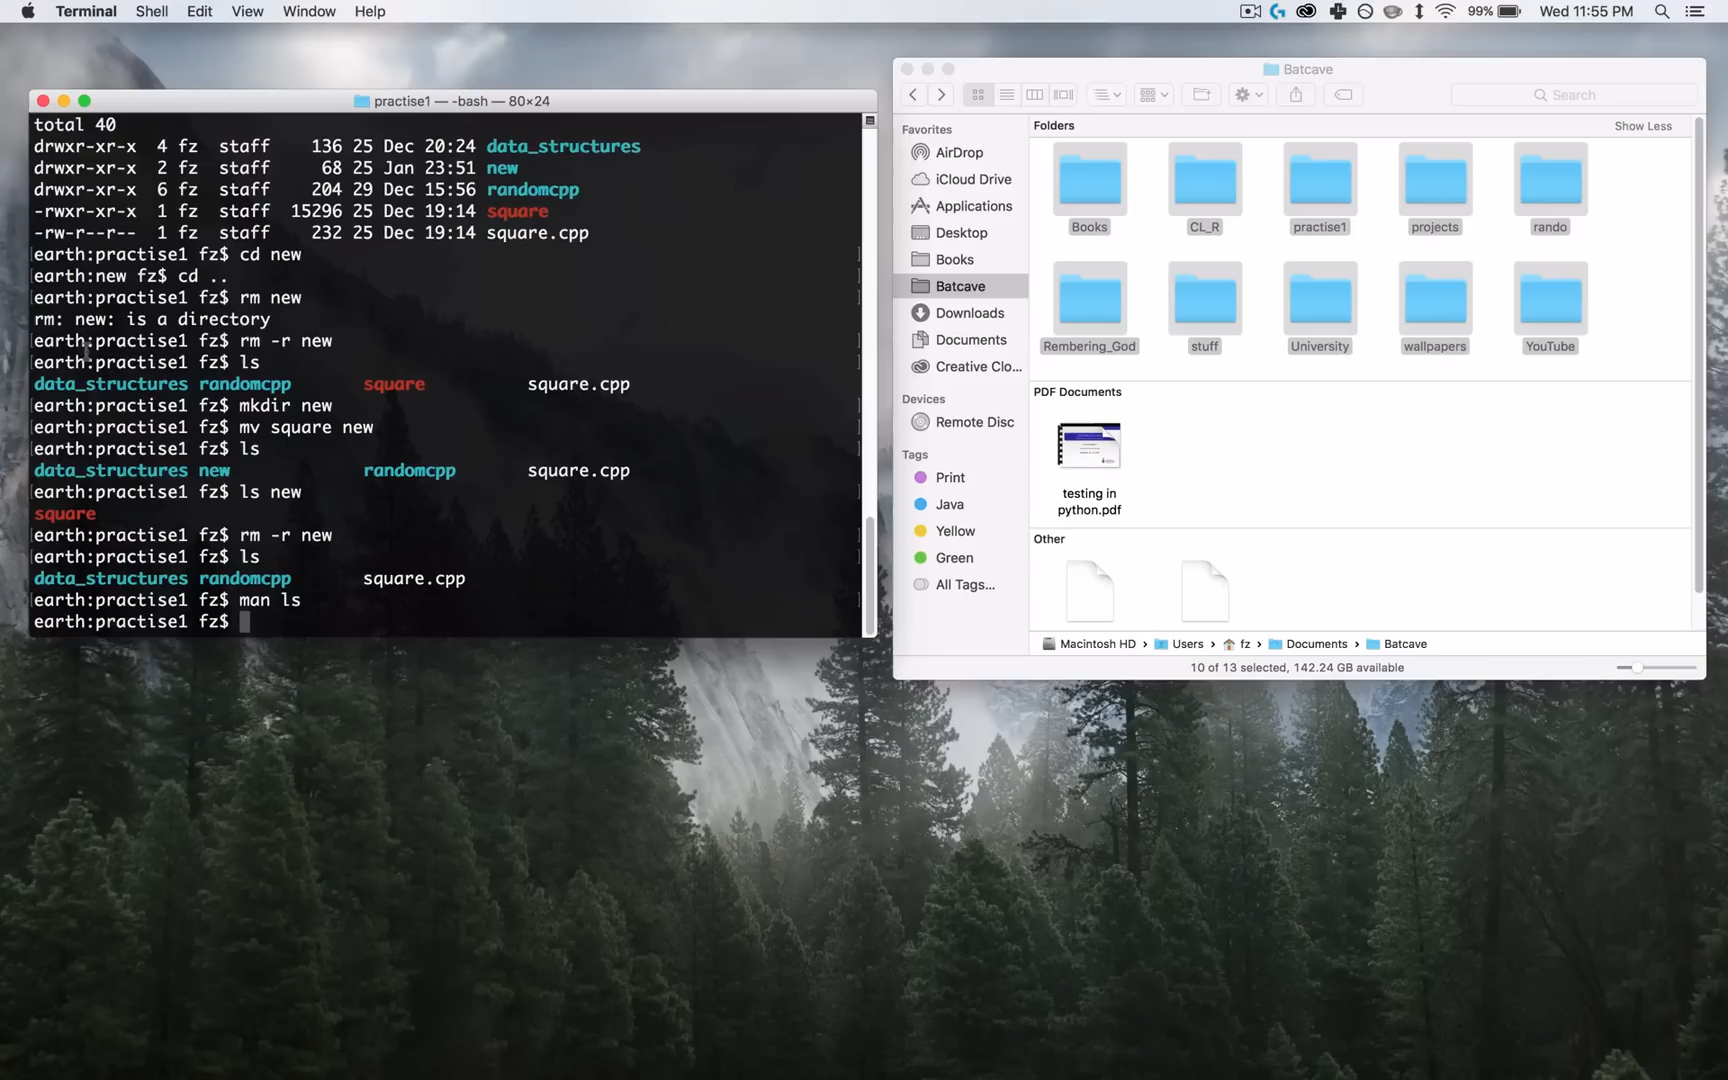 Terminal Shell Edit View Window Help
99% Wed 11:55 PM
practise1 — -bash — 80×24
total 40
drwxr-xr-x 4 fz staff 136 25 Dec 20:24 data_structures
drwxr-xr-x 2 fz staff 68 25 Jan 23:51 new
drwxr-xr-x 6 fz staff 204 29 Dec 15:56 randomcpp
-rwxr-xr-x 1 fz staff 15296 25 Dec 19:14 square
-rw-r--r-- 1 fz staff 232 25 Dec 19:14 square.cpp
[earth:practise1 fz$ cd new ]
[earth:new fz$ cd .. ]
[earth:practise1 fz$ rm new ]
rm: new: is a directory
[earth:practise1 fz$ rm -r new ]
[earth:practise1 fz$ ls ]
data_structures randomcpp square square.cpp
[earth:practise1 fz$ mkdir new ]
[earth:practise1 fz$ mv square new ]
[earth:practise1 fz$ ls ]
data_structures new randomcpp square.cpp
[earth:practise1 fz$ ls new ]
square
[earth:practise1 fz$ rm -r new ]
[earth:practise1 fz$ ls ]
data_structures randomcpp square.cpp
[earth:practise1 fz$ man ls ]
earth:practise1 fz$
Batcave
Search
Favorites
AirDrop
iCloud Drive
Applications
Desktop
Books
Batcave
Downloads
Documents
Creative Clo...
Devices
Remote Disc
Tags
Print
Java
Yellow
Green
All Tags...
Folders Show Less
Books CL_R practise1 projects rando
Rembering_God stuff University wallpapers YouTube
PDF Documents
testing in
python.pdf
Other
Macintosh HD › Users › fz › Documents › Batcave
10 of 13 selected, 142.24 GB available